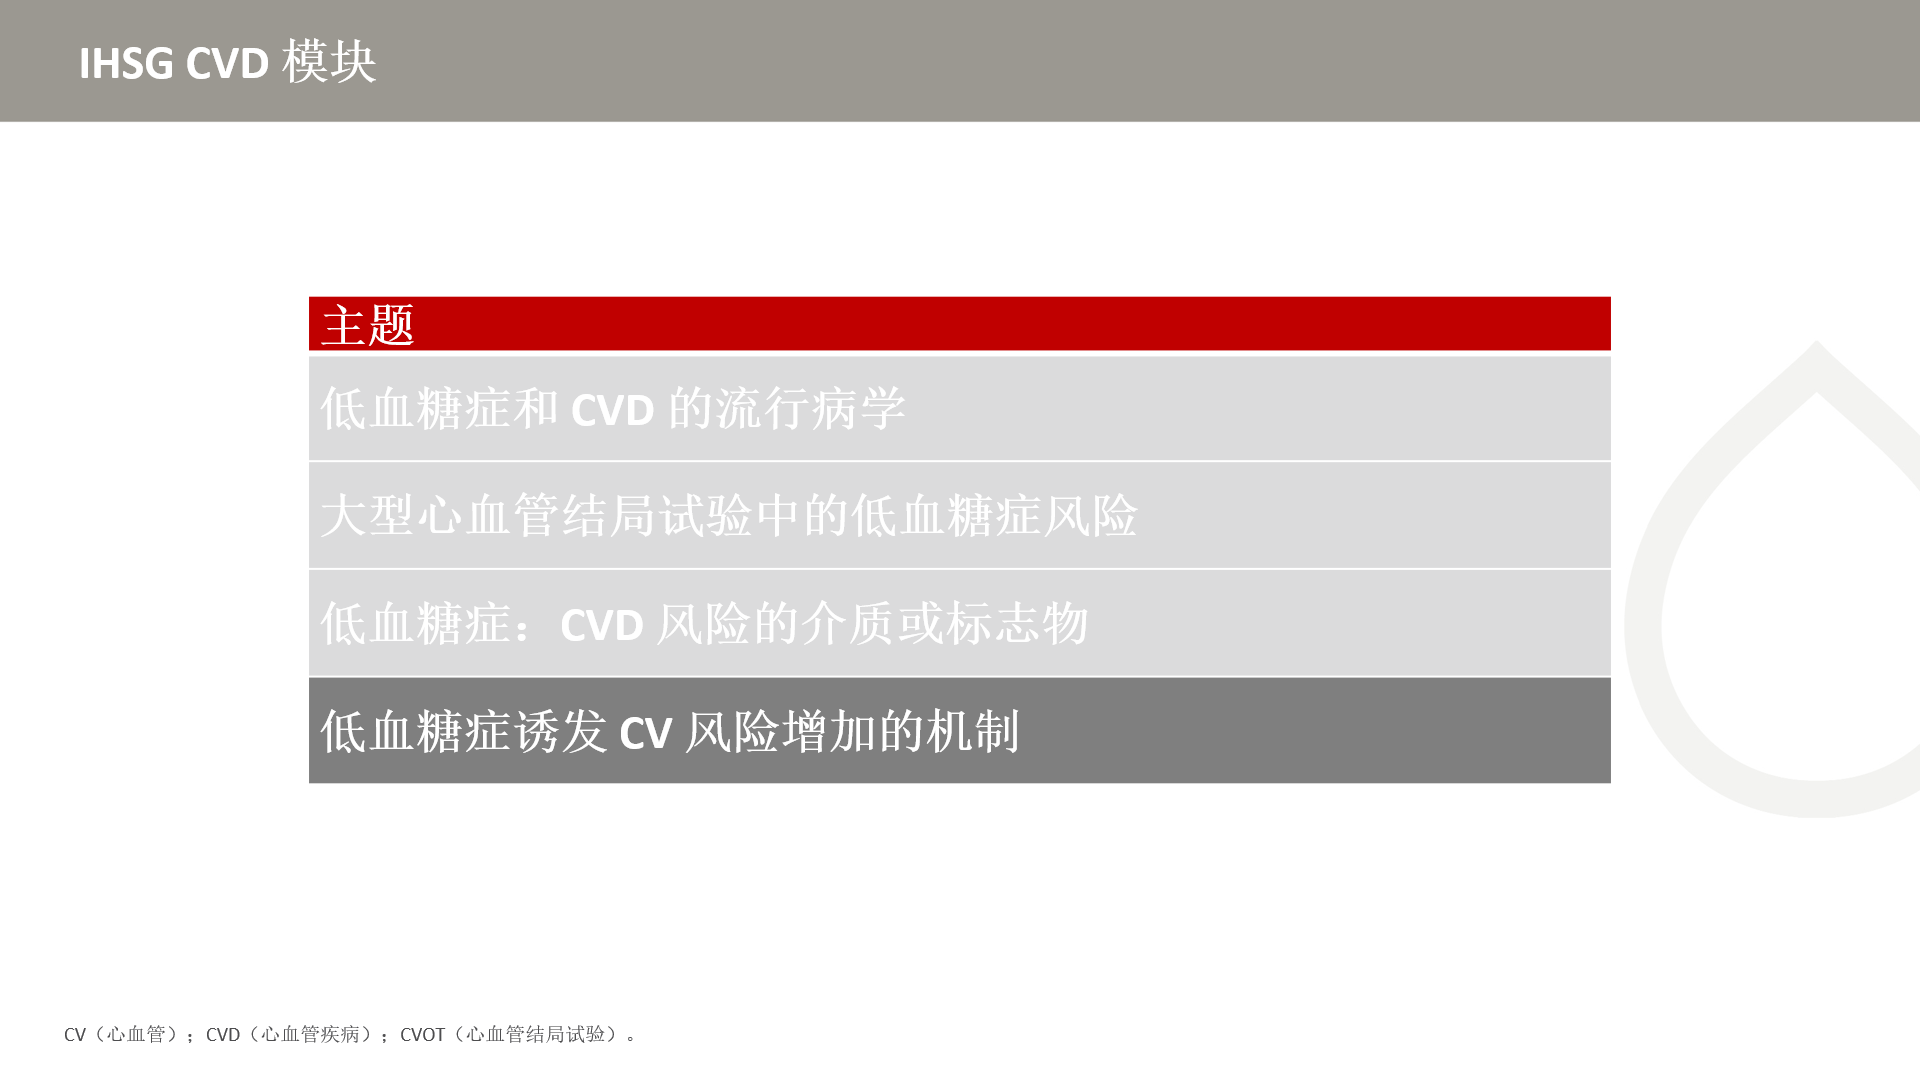 IHSG CVD 模块
主题
低血糖症和 CVD 的流行病学
大型心血管结局试验中的低血糖症风险
低血糖症：CVD 风险的介质或标志物
低血糖症诱发 CV 风险增加的机制
CV（心血管）；CVD（心血管疾病）；CVOT（心血管结局试验）。